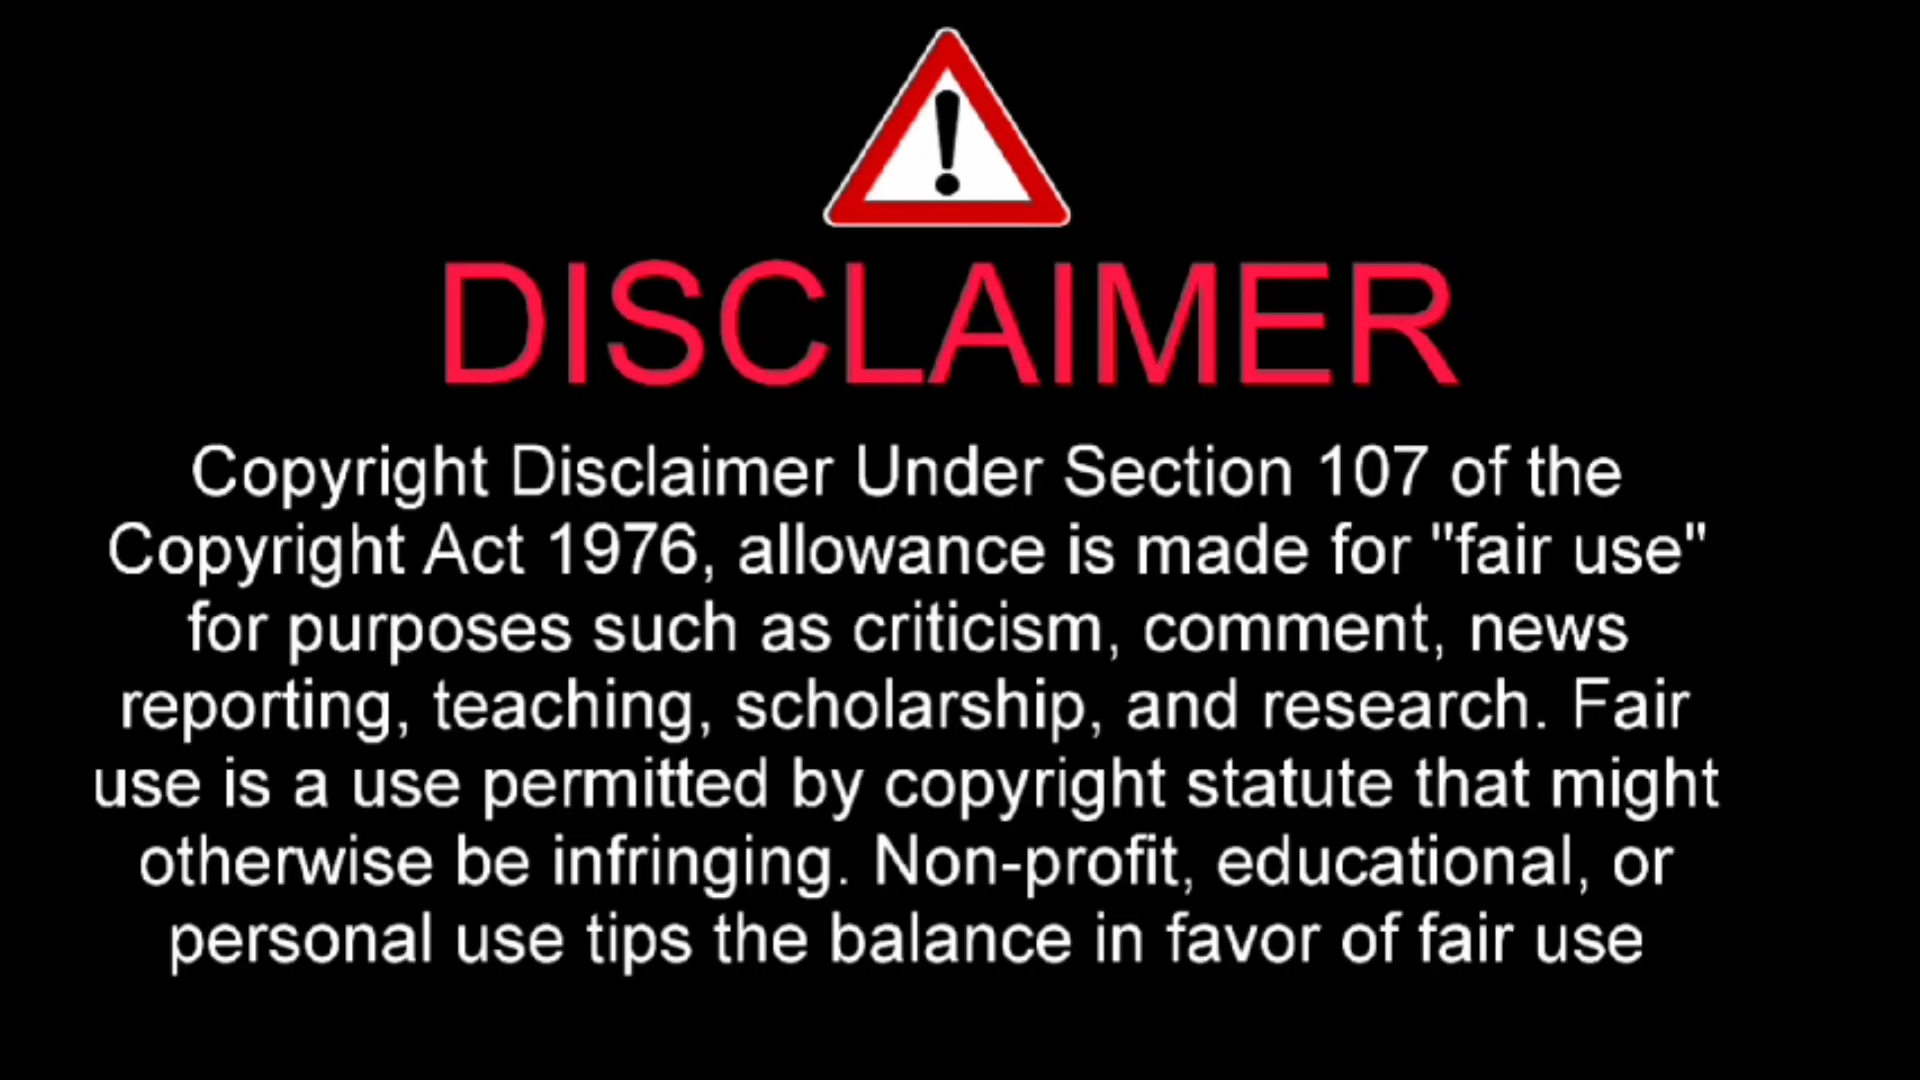 DISCLAIMER
Copyright Disclaimer Under Section 107 of the
Copyright Act 1976, allowance is made for "fair use"
for purposes such as criticism, comment, news
reporting, teaching, scholarship, and research. Fair
use is a use permitted by copyright statute that might
otherwise be infringing. Non-profit, educational, or
personal use tips the balance in favor of fair use